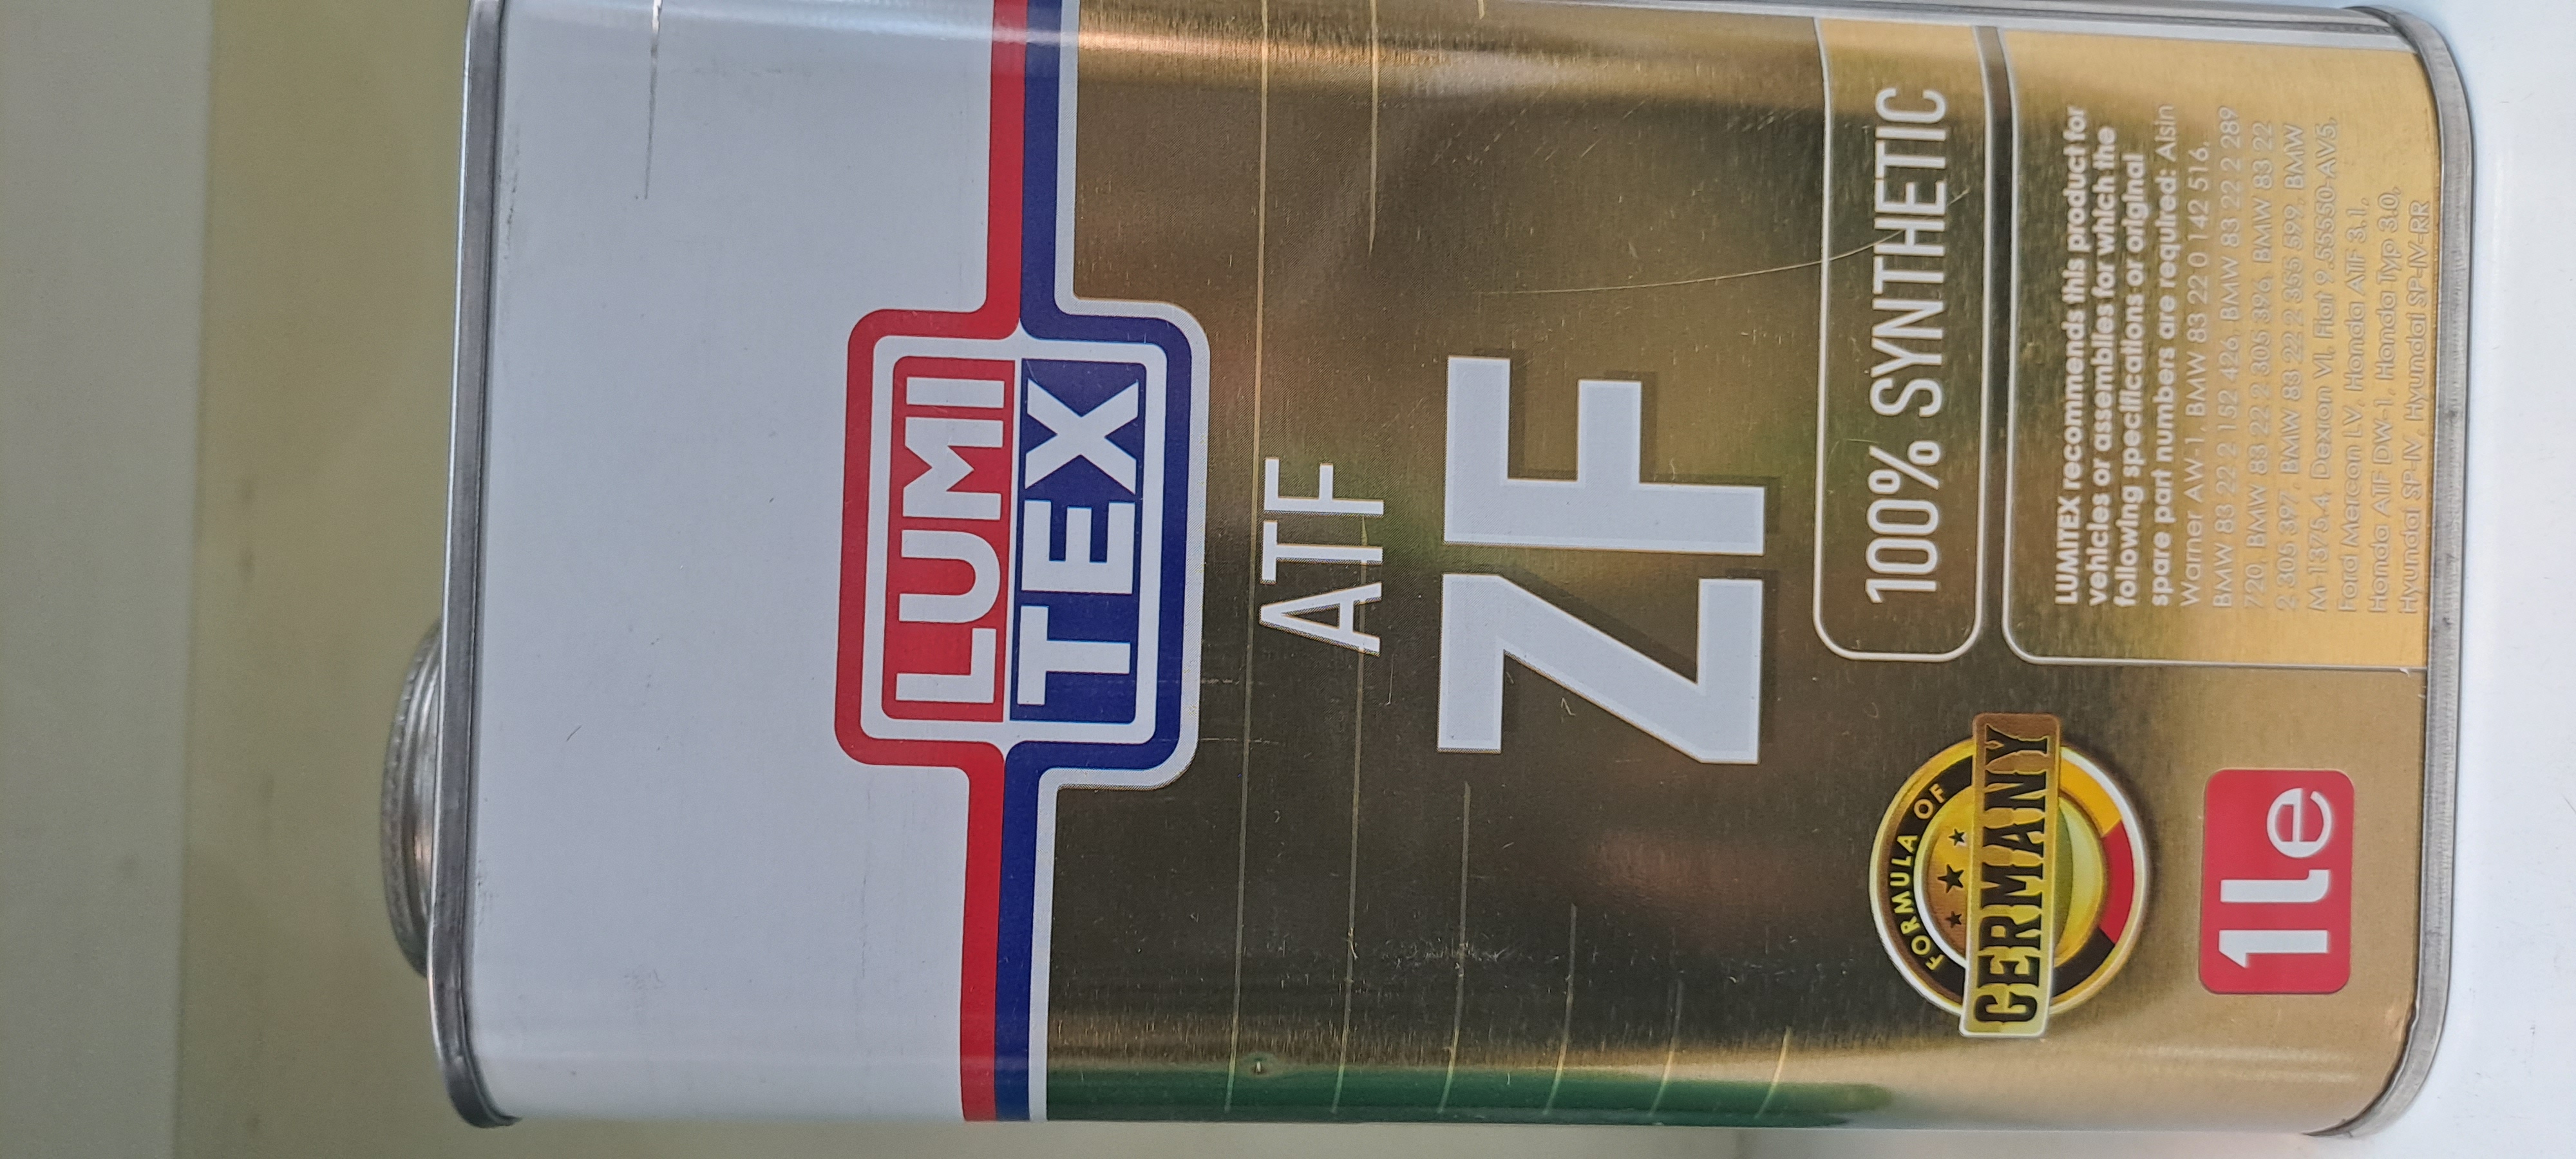 LUMI
TEX
ATF
ZF
100% SYNTHETIC
LUMITEX recommends this product for
vehicles or assemblies for which the
following specifications or original
spare part numbers are required: Aisin
Warner AW-1, BMW 83 22 0 142 516,
BMW 83 22 2 152 426, BMW 83 22 2 289
720, BMW 83 22 2 305 396, BMW 83 22
2 305 397, BMW 83 22 2 355 599, BMW
M-1375.4, Dexron VI, Fiat 9.55550-AV5,
Ford Mercon LV, Honda ATF 3.1,
Honda ATF DW-1, Honda Typ 3.0,
Hyundai SP-IV, Hyundai SP-IV-RR
FORMULA OF
GERMANY
1Le